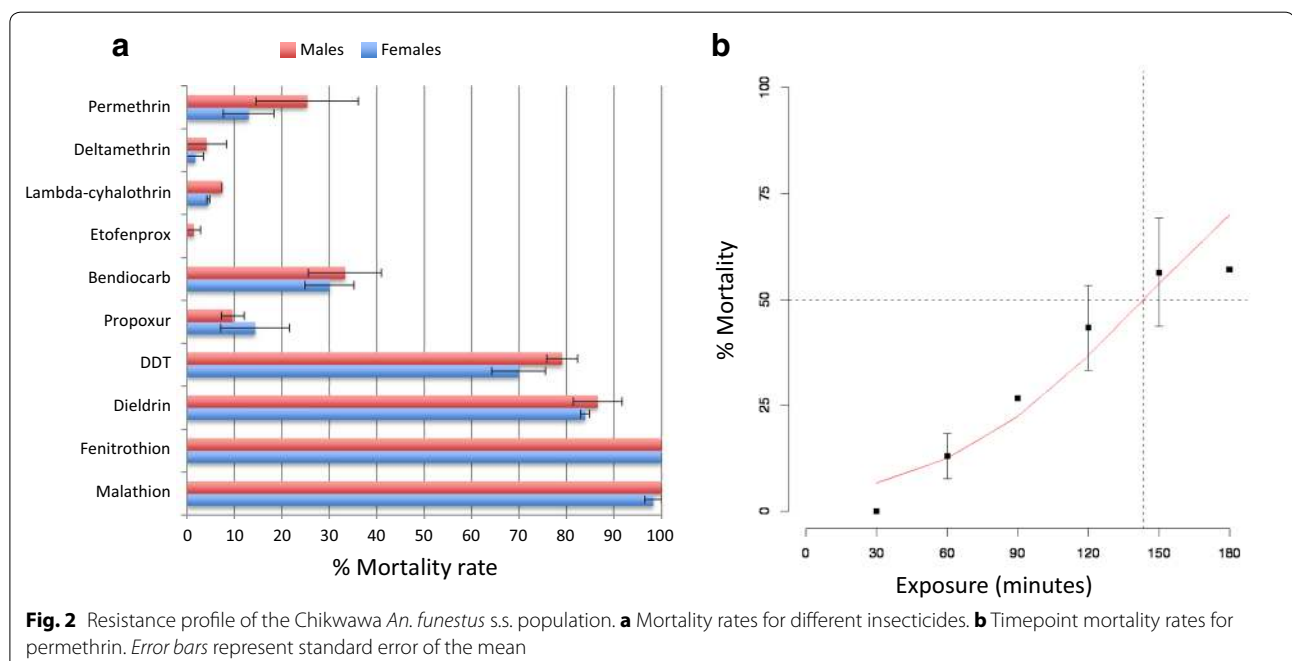 a
Males Females
Permethrin
Deltamethrin
Lambda-cyhalothrin
Etofenprox
Bendiocarb
Propoxur
DDT
Dieldrin
Fenitrothion
Malathion
0 10 20 30 40 50 60 70 80 90 100
% Mortality rate
b
100
75
50
25
0
% Mortality
0 30 60 90 120 150 180
Exposure (minutes)
Fig. 2 Resistance profile of the Chikwawa An. funestus s.s. population. a Mortality rates for different insecticides. b Timepoint mortality rates for
permethrin. Error bars represent standard error of the mean